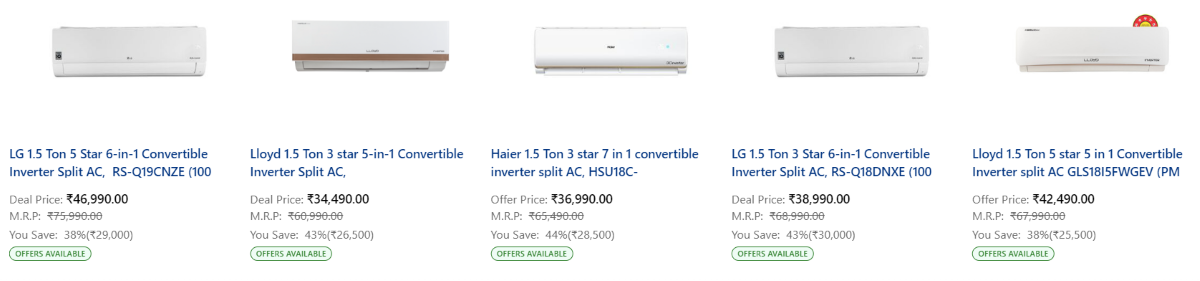 LG 1.5 Ton 5 Star 6-in-1 Convertible
Inverter Split AC, RS-Q19CNZE (100
Deal Price: ₹46,990.00
M.R.P: ₹75,990.00
You Save: 38%(₹29,000)
OFFERS AVAILABLE
Lloyd 1.5 Ton 3 star 5-in-1 Convertible
Inverter Split AC,
Deal Price: ₹34,490.00
M.R.P: ₹60,990.00
You Save: 43%(₹26,500)
OFFERS AVAILABLE
Haier
Haier 1.5 Ton 3 star 7 in 1 convertible
inverter split AC, HSU18C-
Offer Price: ₹36,990.00
M.R.P: ₹65,490.00
You Save: 44%(₹28,500)
OFFERS AVAILABLE
LG 1.5 Ton 3 Star 6-in-1 Convertible
Inverter Split AC, RS-Q18DNXE (100
Deal Price: ₹38,990.00
M.R.P: ₹68,990.00
You Save: 43%(₹30,000)
OFFERS AVAILABLE
Lloyd 1.5 Ton 5 star 5 in 1 Convertible
Inverter split AC GLS18I5FWGEV (PM
Offer Price: ₹42,490.00
M.R.P: ₹67,990.00
You Save: 38%(₹25,500)
OFFERS AVAILABLE